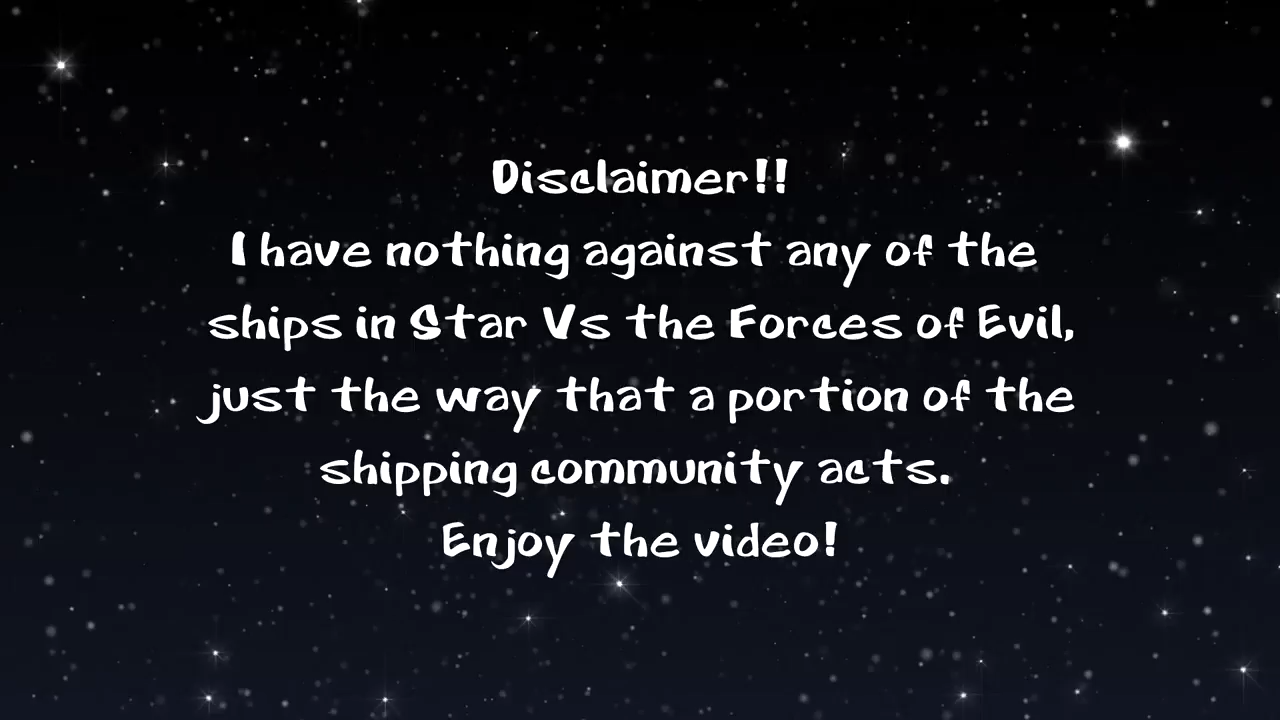 Disclaimer!!
I have nothing against any of the
ships in Star Vs the Forces of Evil,
just the way that a portion of the
shipping community acts.
Enjoy the video!